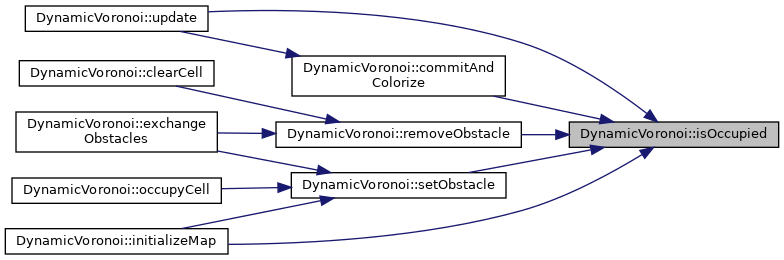 DynamicVoronoi::update
DynamicVoronoi::commitAnd
Colorize
DynamicVoronoi::clearCell
DynamicVoronoi::exchange
Obstacles
DynamicVoronoi::removeObstacle
DynamicVoronoi::isOccupied
DynamicVoronoi::setObstacle
DynamicVoronoi::occupyCell
DynamicVoronoi::initializeMap